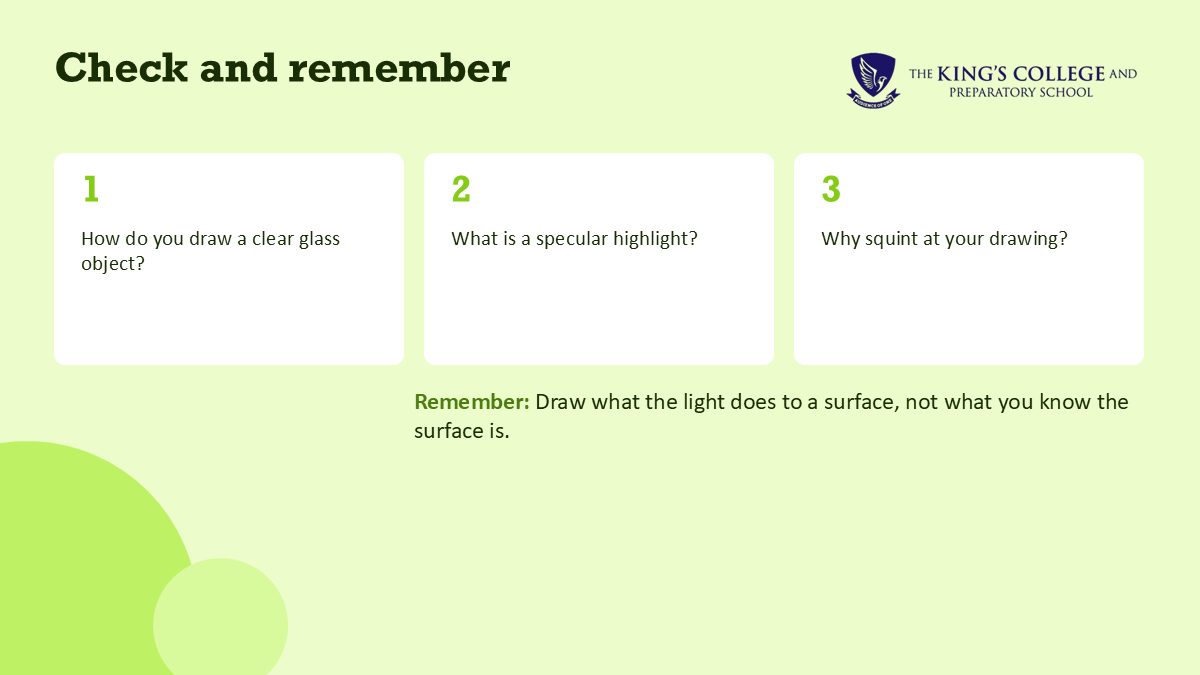 Check and remember
THE KING'S COLLEGE AND
PREPARATORY SCHOOL
1
How do you draw a clear glass
object?
2
What is a specular highlight?
3
Why squint at your drawing?
Remember: Draw what the light does to a surface, not what you know the
surface is.